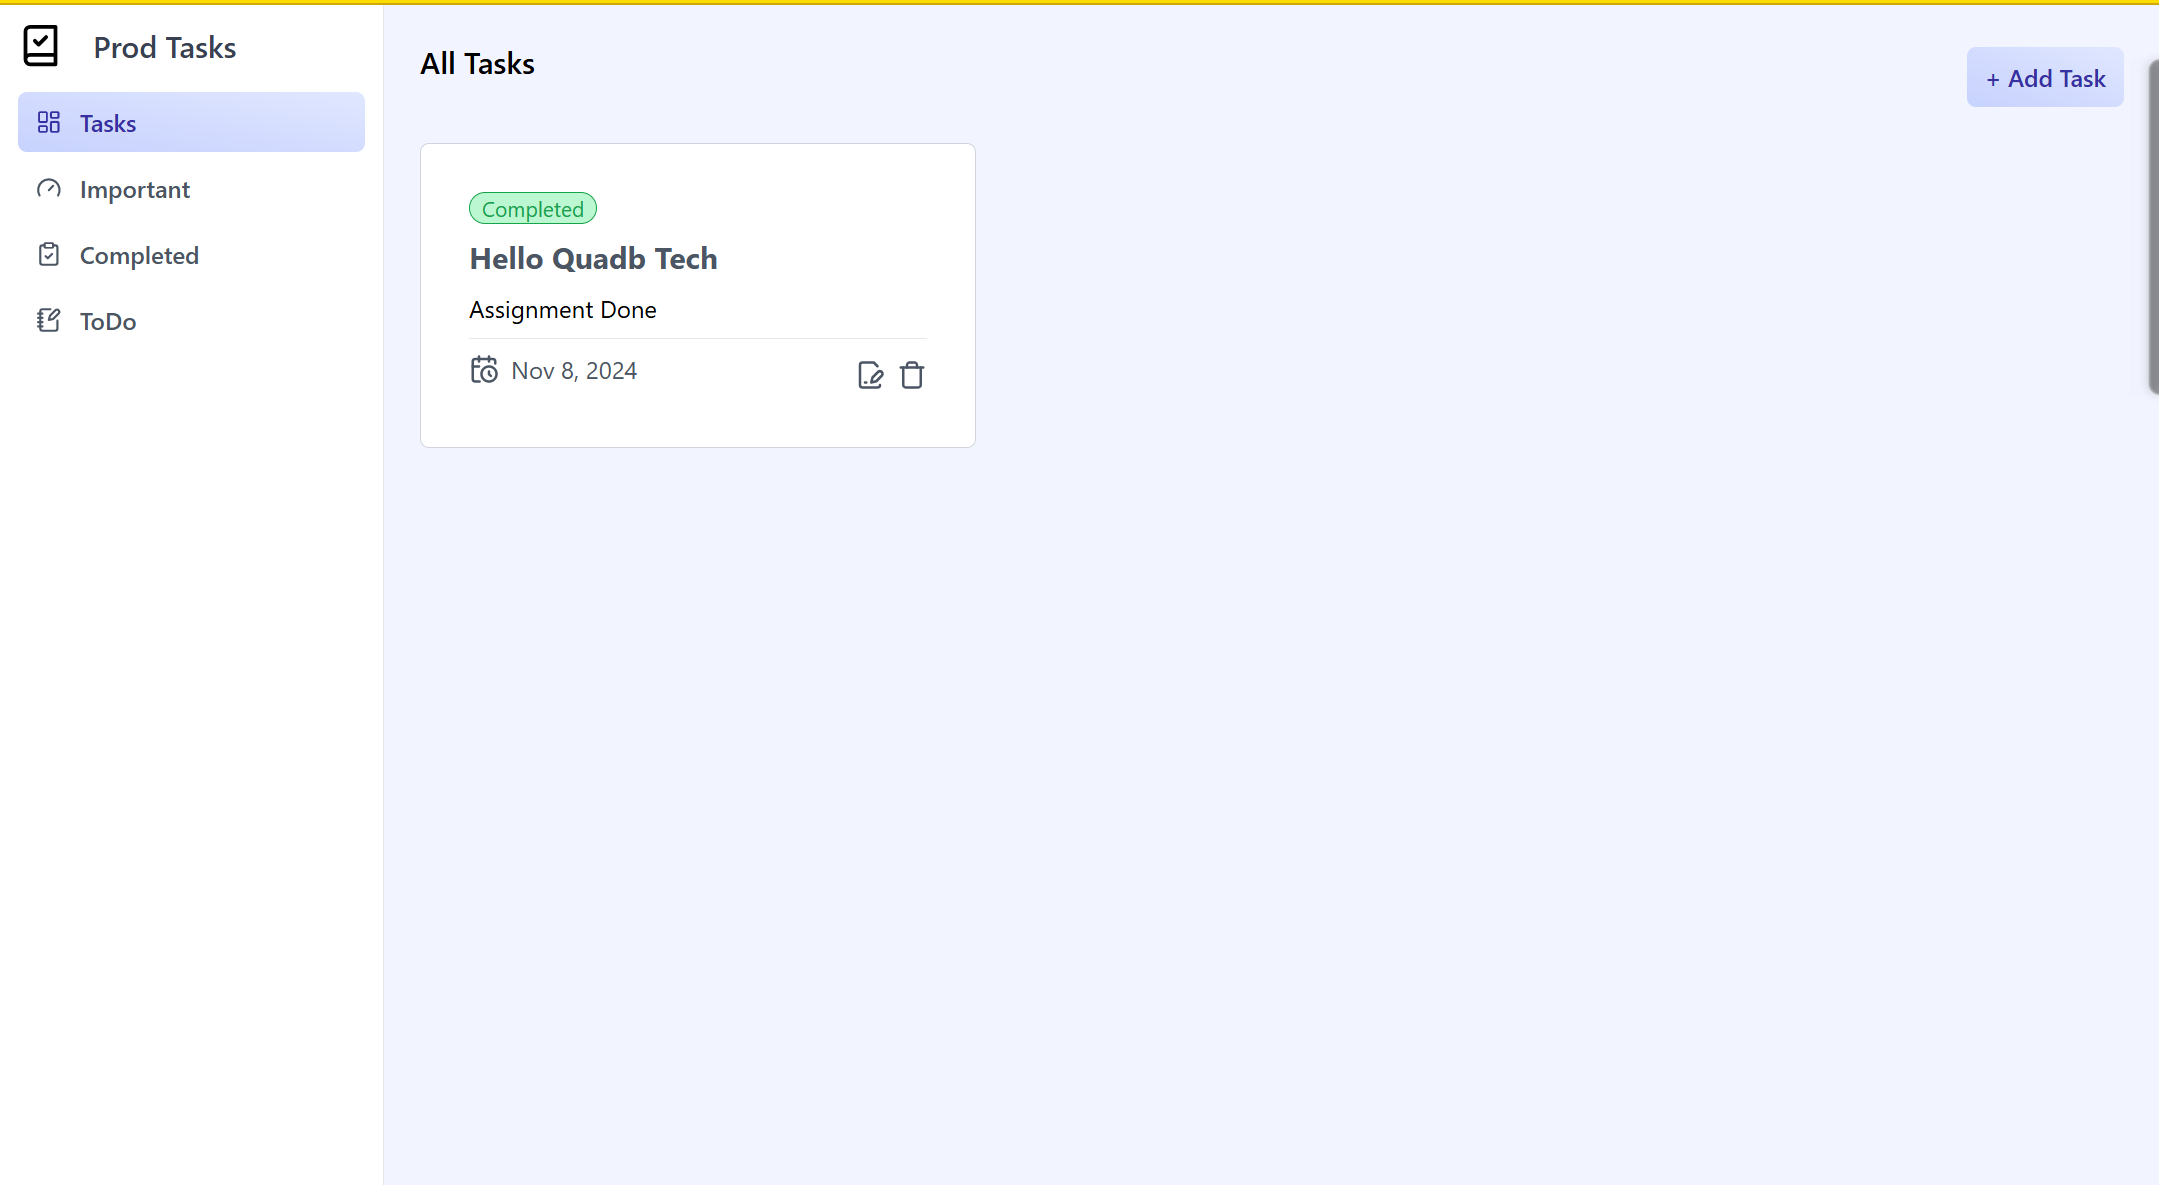 Prod Tasks
Tasks
Important
Completed
ToDo
All Tasks
+ Add Task
Completed
Hello Quadb Tech
Assignment Done
Nov 8, 2024